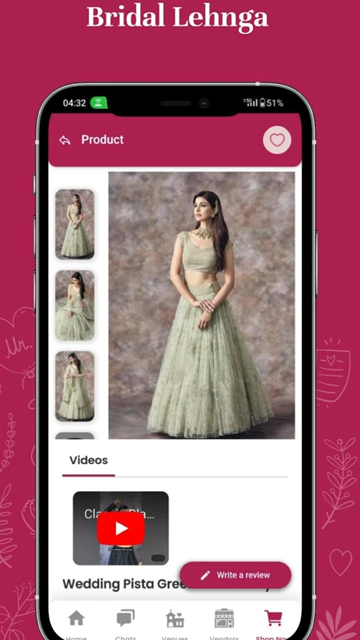 Bridal Lehnga
04:32
51%
Product
Videos
Write a review
Wedding Pista Gree
Home
Chats
Venues
Vendors
Shop No